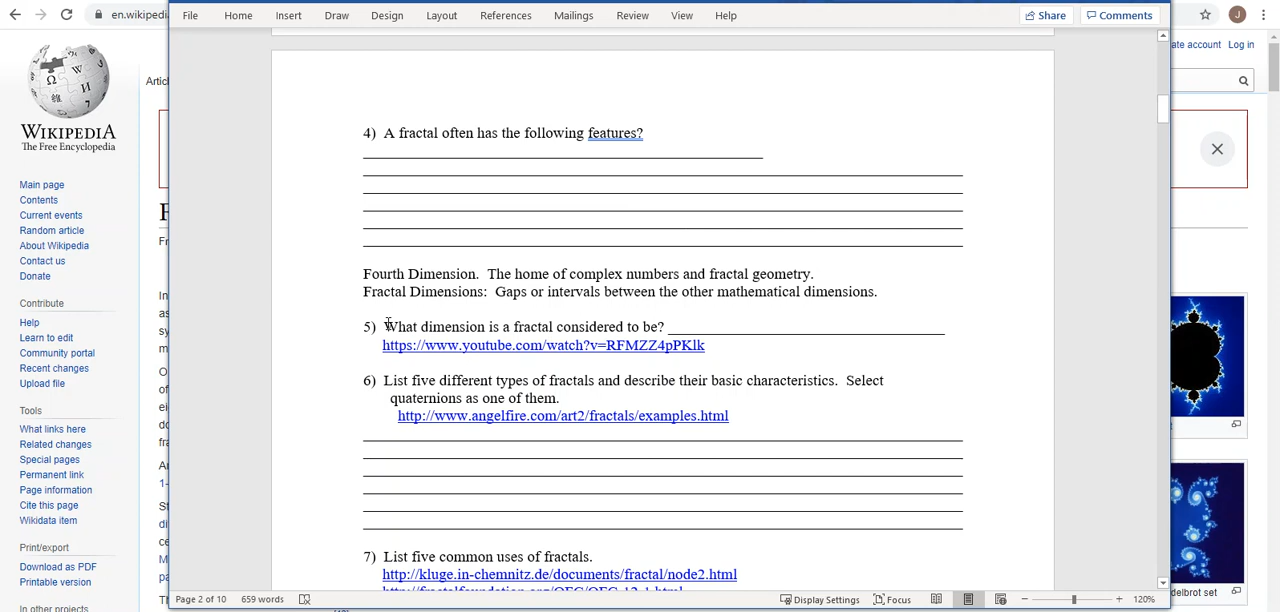 en.wikipedi
File Home Insert Draw Design Layout References Mailings Review View Help Share Comments
J
ate account Log in
WIKIPEDIA
The Free Encyclopedia
Artic
Main page
Contents
Current events
Random article
About Wikipedia
Contact us
Donate
Contribute
Help
Learn to edit
Community portal
Recent changes
Upload file
Tools
What links here
Related changes
Special pages
Permanent link
Page information
Cite this page
Wikidata item
Print/export
Download as PDF
Printable version
In other projects
4) A fractal often has the following features?
Fourth Dimension. The home of complex numbers and fractal geometry.
Fractal Dimensions: Gaps or intervals between the other mathematical dimensions.
5) What dimension is a fractal considered to be?
https://www.youtube.com/watch?v=RFMZZ4pPKlk
6) List five different types of fractals and describe their basic characteristics. Select
quaternions as one of them.
http://www.angelfire.com/art2/fractals/examples.html
7) List five common uses of fractals.
http://kluge.in-chemnitz.de/documents/fractal/node2.html
delbrot set
Page 2 of 10 659 words Display Settings Focus 120%